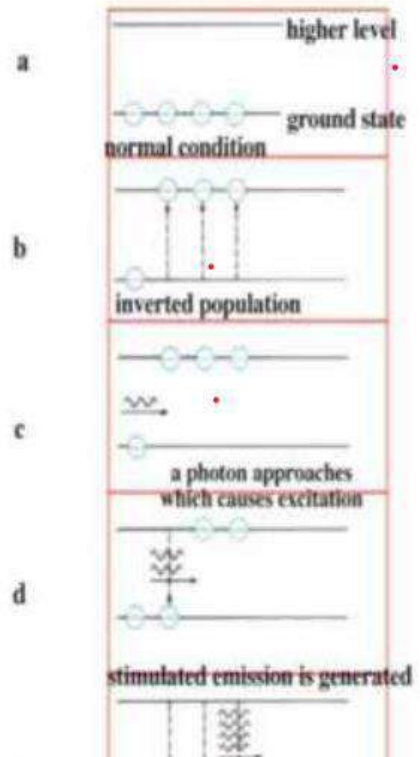 higher level
a
ground state
normal condition
b
inverted population
c
a photon approaches
which causes excitation
d
stimulated emission is generated